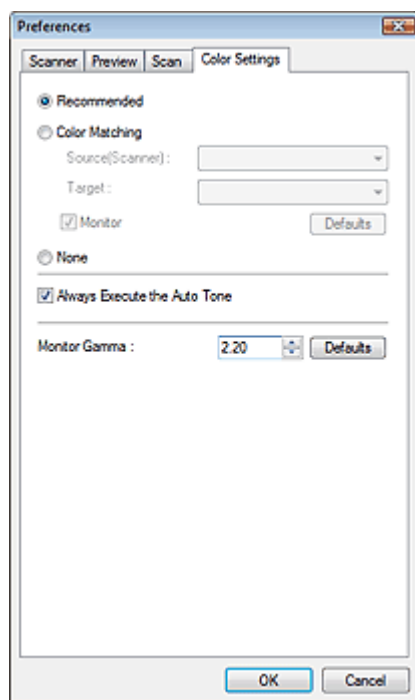 Preferences
Scanner Preview Scan Color Settings
Recommended
Color Matching
Source(Scanner) :
Target :
Monitor Defaults
None
Always Execute the Auto Tone
Monitor Gamma : 2.20 Defaults
OK Cancel